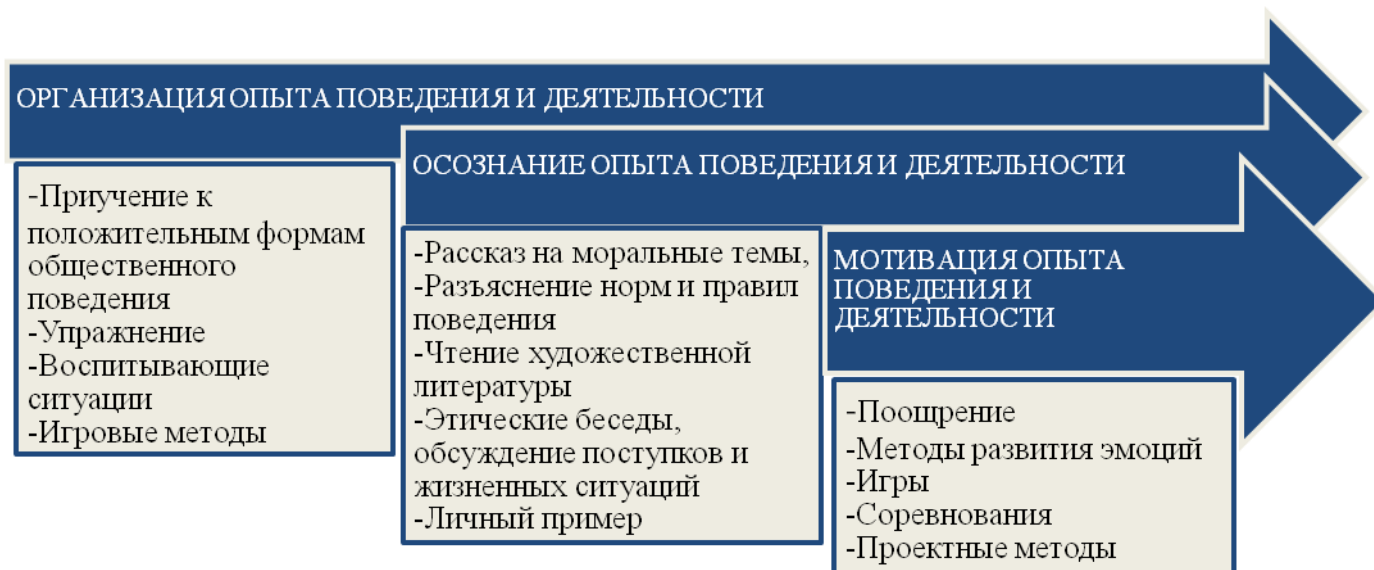 ОРГАНИЗАЦИЯ ОПЫТА ПОВЕДЕНИЯ И ДЕЯТЕЛЬНОСТИ
-Приучение к
положительным формам
общественного
поведения
-Упражнение
-Воспитывающие
ситуации
-Игровые методы
ОСОЗНАНИЕ ОПЫТА ПОВЕДЕНИЯ И ДЕЯТЕЛЬНОСТИ
-Рассказ на моральные темы,
-Разъяснение норм и правил
поведения
-Чтение художественной
литературы
-Этические беседы,
обсуждение поступков и
жизненных ситуаций
-Личный пример
МОТИВАЦИЯ ОПЫТА
ПОВЕДЕНИЯ И
ДЕЯТЕЛЬНОСТИ
-Поощрение
-Методы развития эмоций
-Игры
-Соревнования
-Проектные методы